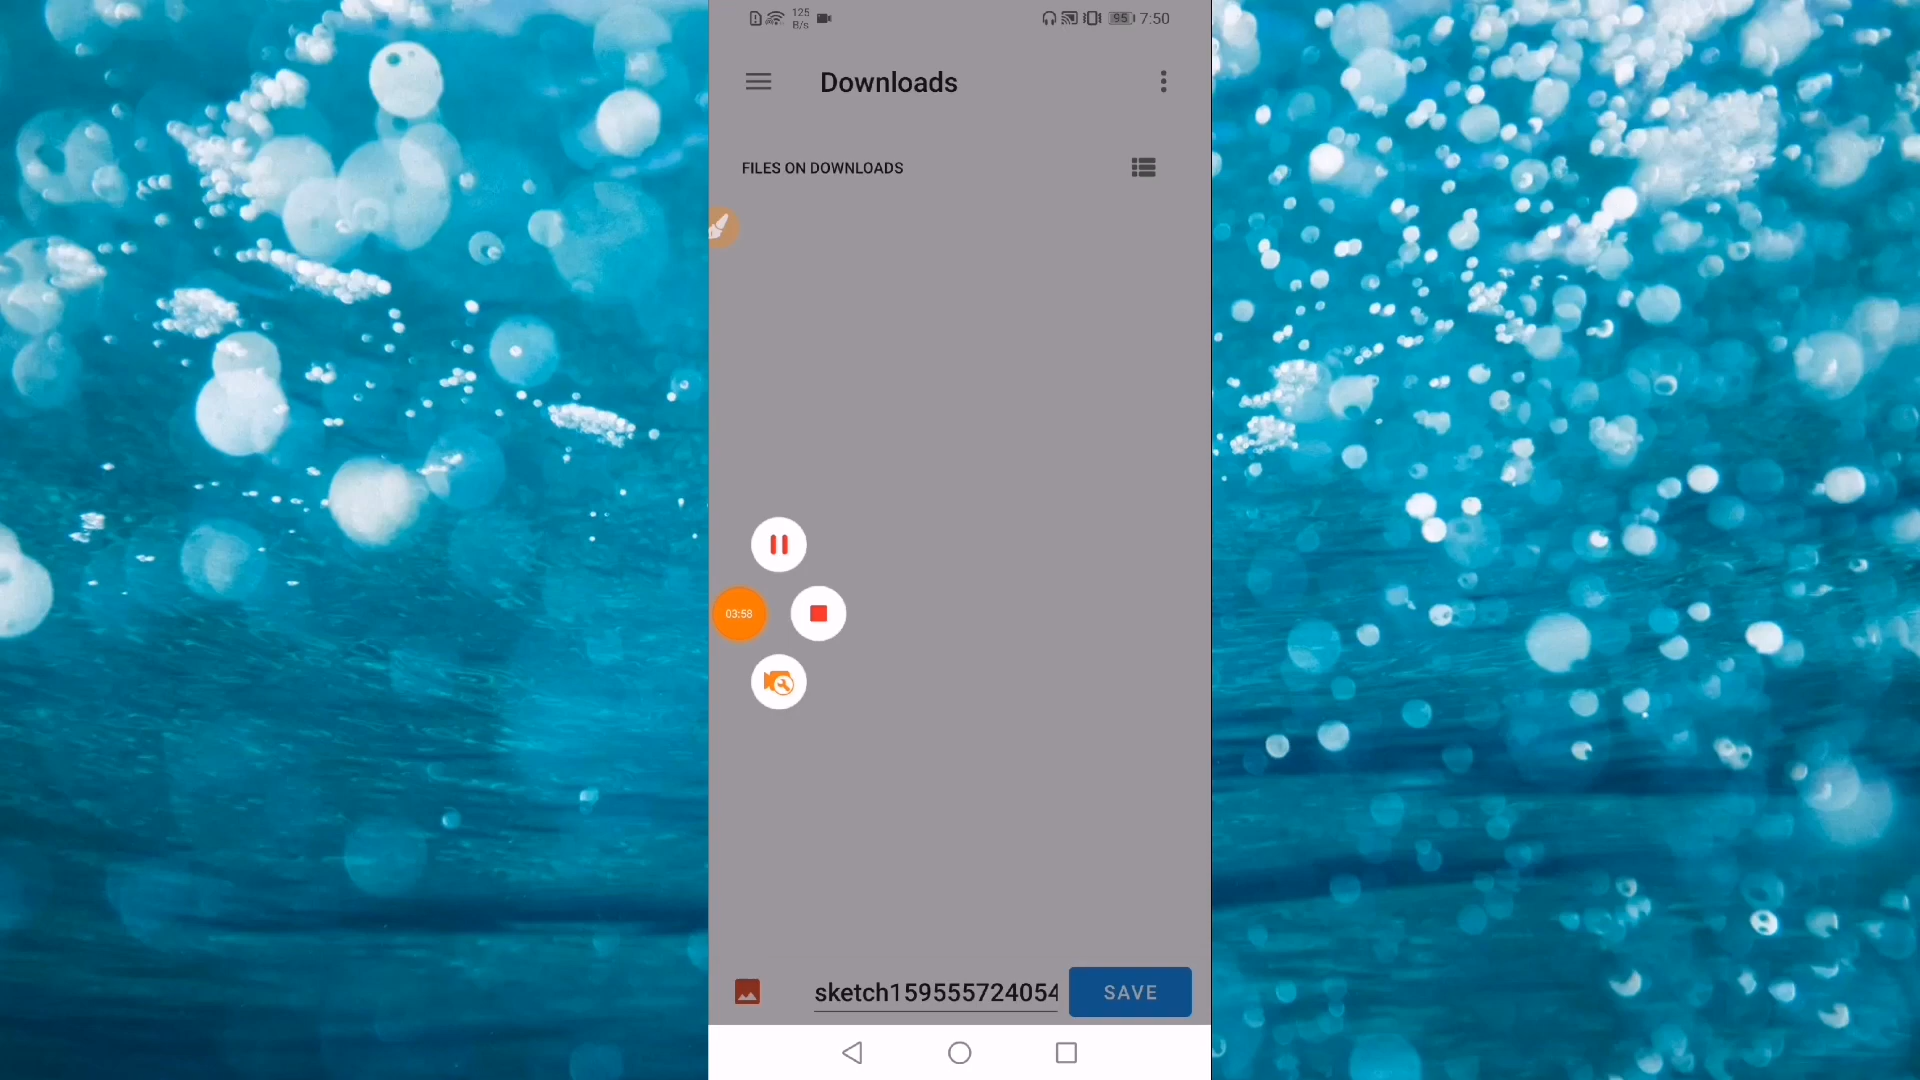 125
B/s
95
7:50
Downloads
FILES ON DOWNLOADS
03:58
sketch159555724054
SAVE